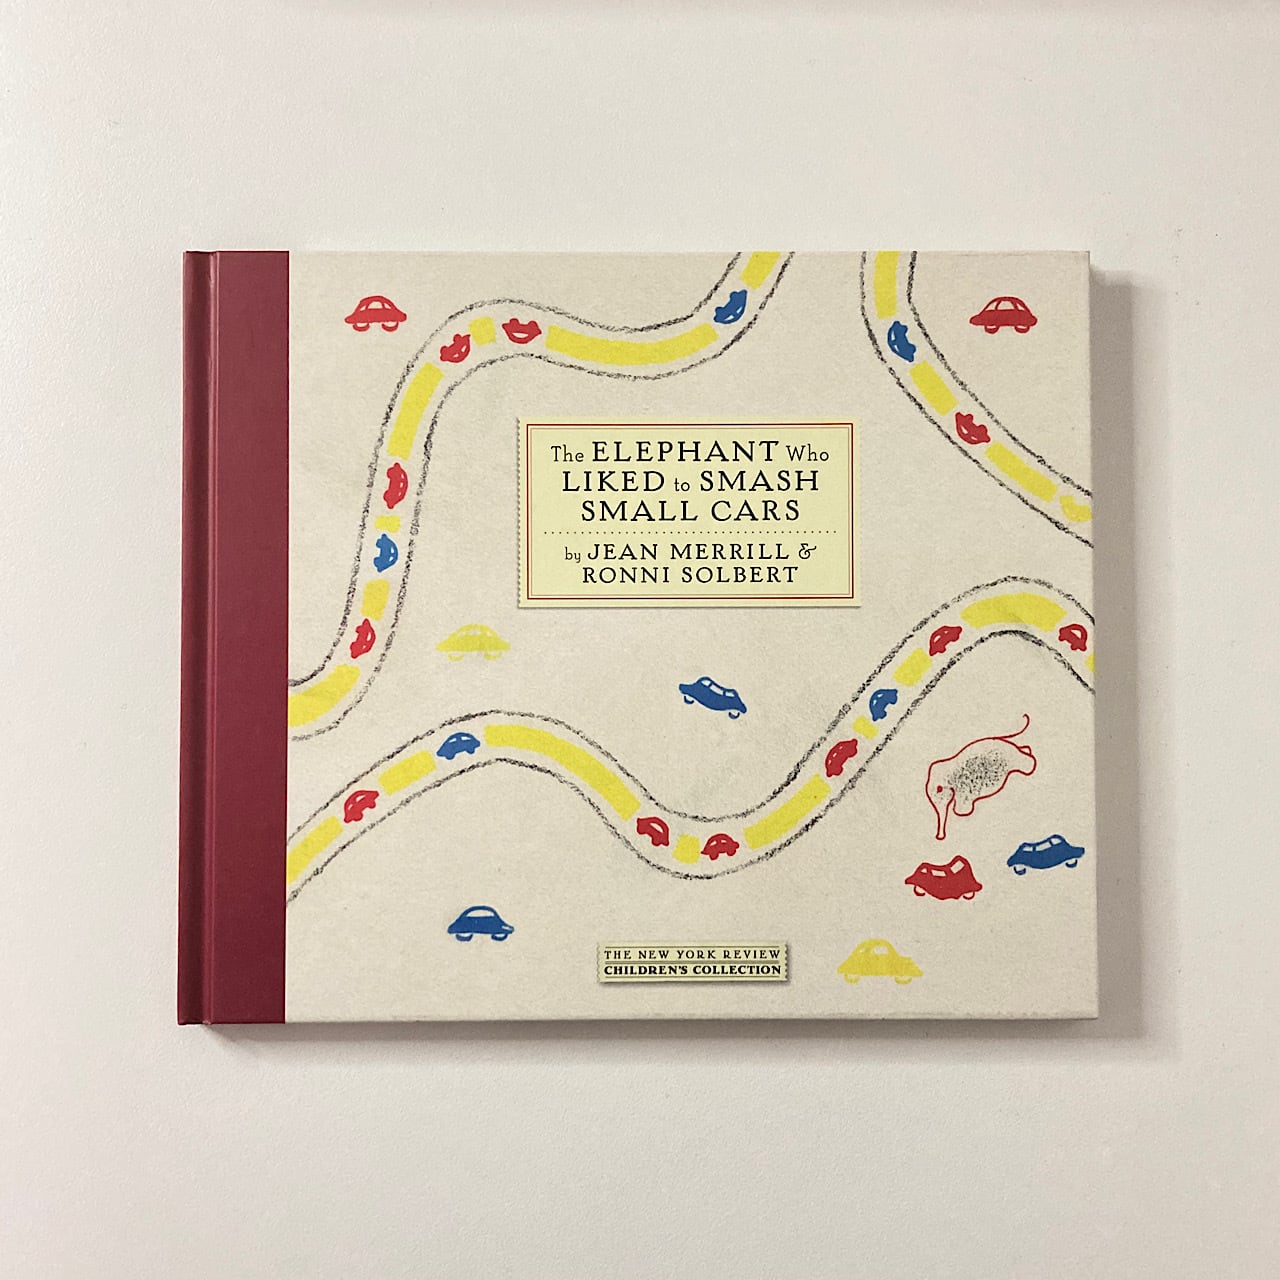 The ELEPHANT Who
LIKED to SMASH
SMALL CARS
by JEAN MERRILL &
RONNI SOLBERT
THE NEW YORK REVIEW
CHILDREN'S COLLECTION